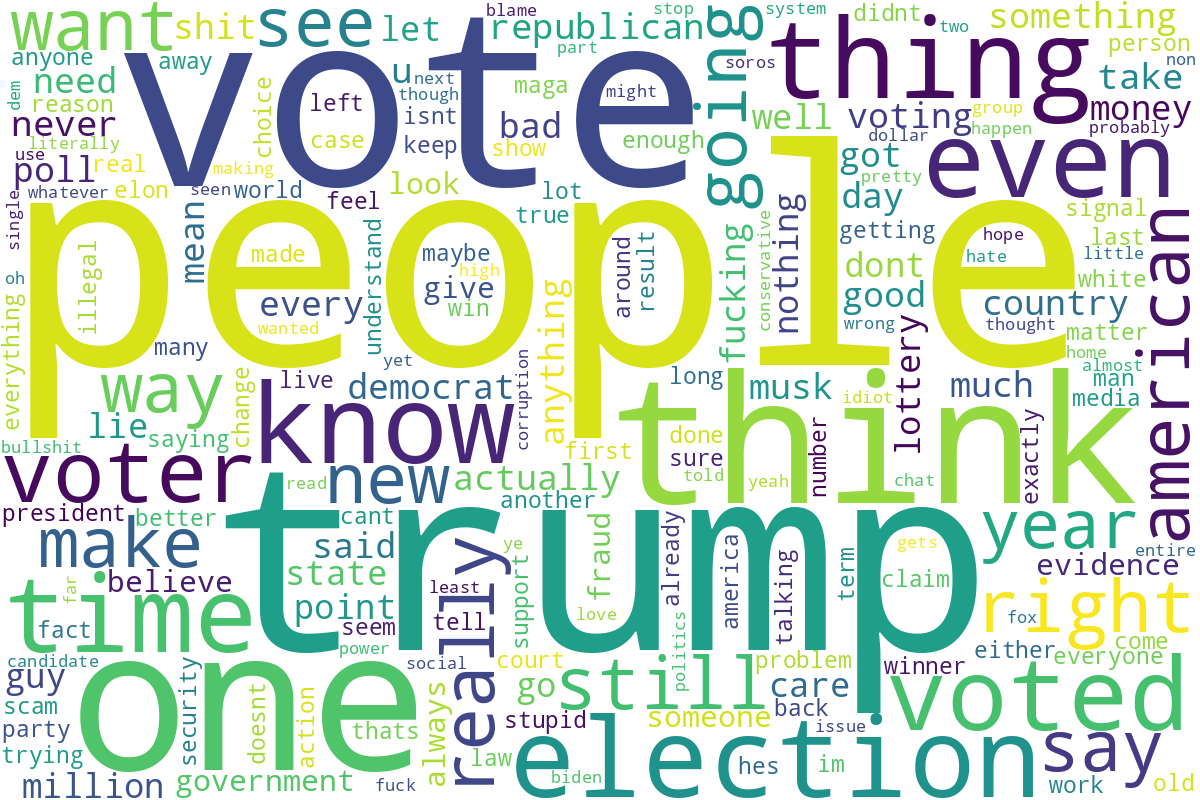 want
shit
see
let
blame
republican
stop
system
didnt
something
vote
thing
going
anyone
away
u
next
though
part
soros
two
person
non
dem
need
reason
never
literally
choice
left
case
isnt
keep
maga
bad
show
might
enough
well
voting
dollar
group
happen
take
money
probably
use
poll
real
making
whatever
elon
seen
world
feel
look
lot
true
got
pretty
even
day
signal
single
people
mean
illegal
made
every
understand
maybe
high
give
win
wanted
around
result
fucking
conservative
nothing
getting
dont
good
wrong
hope
hate
country
thought
last
little
white
matter
home
almost
american
oh
everything
many
yet
way
change
live
democrat
corruption
anything
long
musk
idiot
lottery
much
man
media
lie
saying
know
first
think
done
sure
told
yeah
number
chat
exactly
bullshit
voter
read
new
actually
another
president
better
trump
cant
said
make
believe
state
point
really
ye
support
fraud
already
america
talking
term
gets
claim
year
evidence
entire
time
far
fact
seem
least
tell
love
right
fox
come
either
everyone
candidate
guy
scam
party
trying
security
one
doesnt
action
power
thats
social
always
court
go
still
politics
problem
care
winner
voted
million
government
fuck
stupid
law
election
someone
back
issue
biden
hes
im
say
work
old